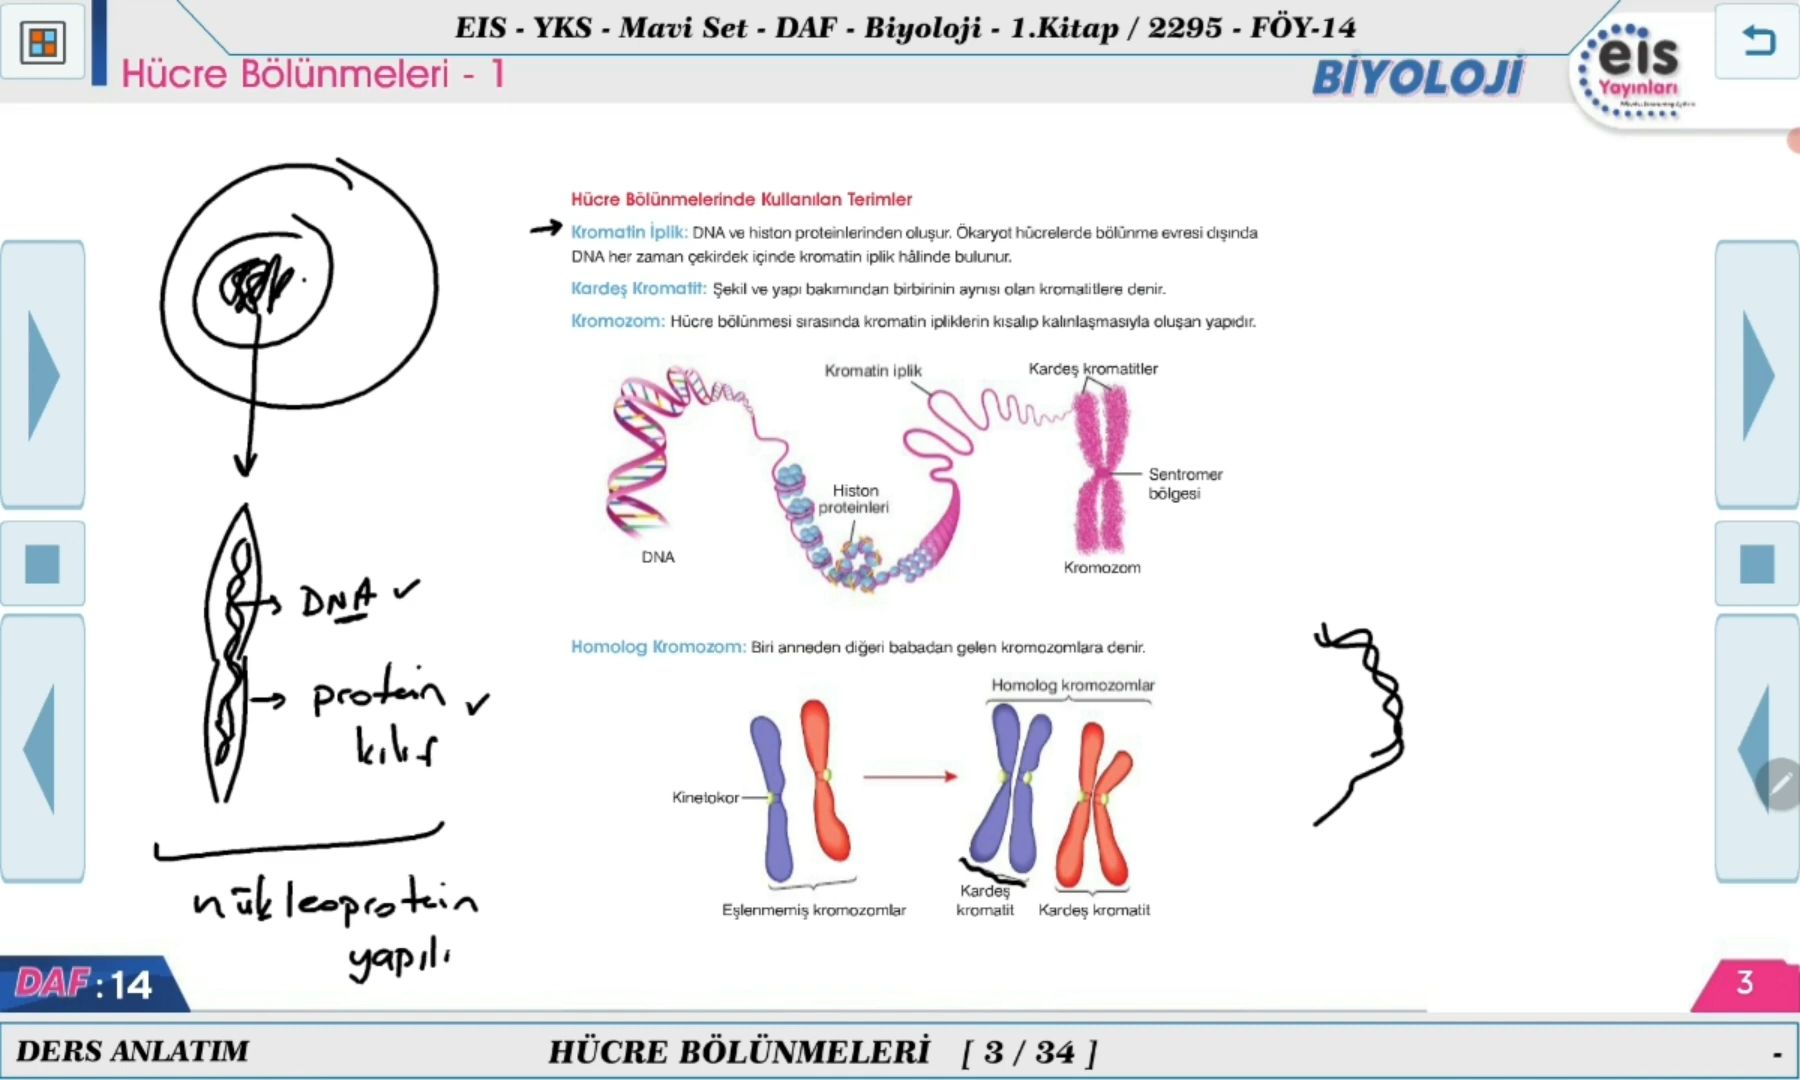 EIS - YKS - Mavi Set - DAF - Biyoloji - 1.Kitap / 2295 - FÖY-14
Hücre Bölünmeleri - 1
BİYOLOJİ
eis
Yayınları
Hücre Bölünmelerinde Kullanılan Terimler
Kromatin İplik: DNA ve histon proteinlerinden oluşur. Ökaryot hücrelerde bölünme evresi dışında
DNA her zaman çekirdek içinde kromatin iplik hâlinde bulunur.
Kardeş Kromatit: Şekil ve yapı bakımından birbirinin aynısı olan kromatitlere denir.
Kromozom: Hücre bölünmesi sırasında kromatin ipliklerin kısalıp kalınlaşmasıyla oluşan yapıdır.
Kromatin iplik
Kardeş kromatitler
Sentromer
bölgesi
Histon
proteinleri
DNA
Kromozom
DNA
protein
kılıf
nükleoprotein
yapılı
Homolog Kromozom: Biri anneden diğeri babadan gelen kromozomlara denir.
Homolog kromozomlar
Kinetokor
Eşlenmemiş kromozomlar
Kardeş
kromatit
Kardeş kromatit
DAF : 14
3
DERS ANLATIM
HÜCRE BÖLÜNMELERİ [ 3 / 34 ]
-